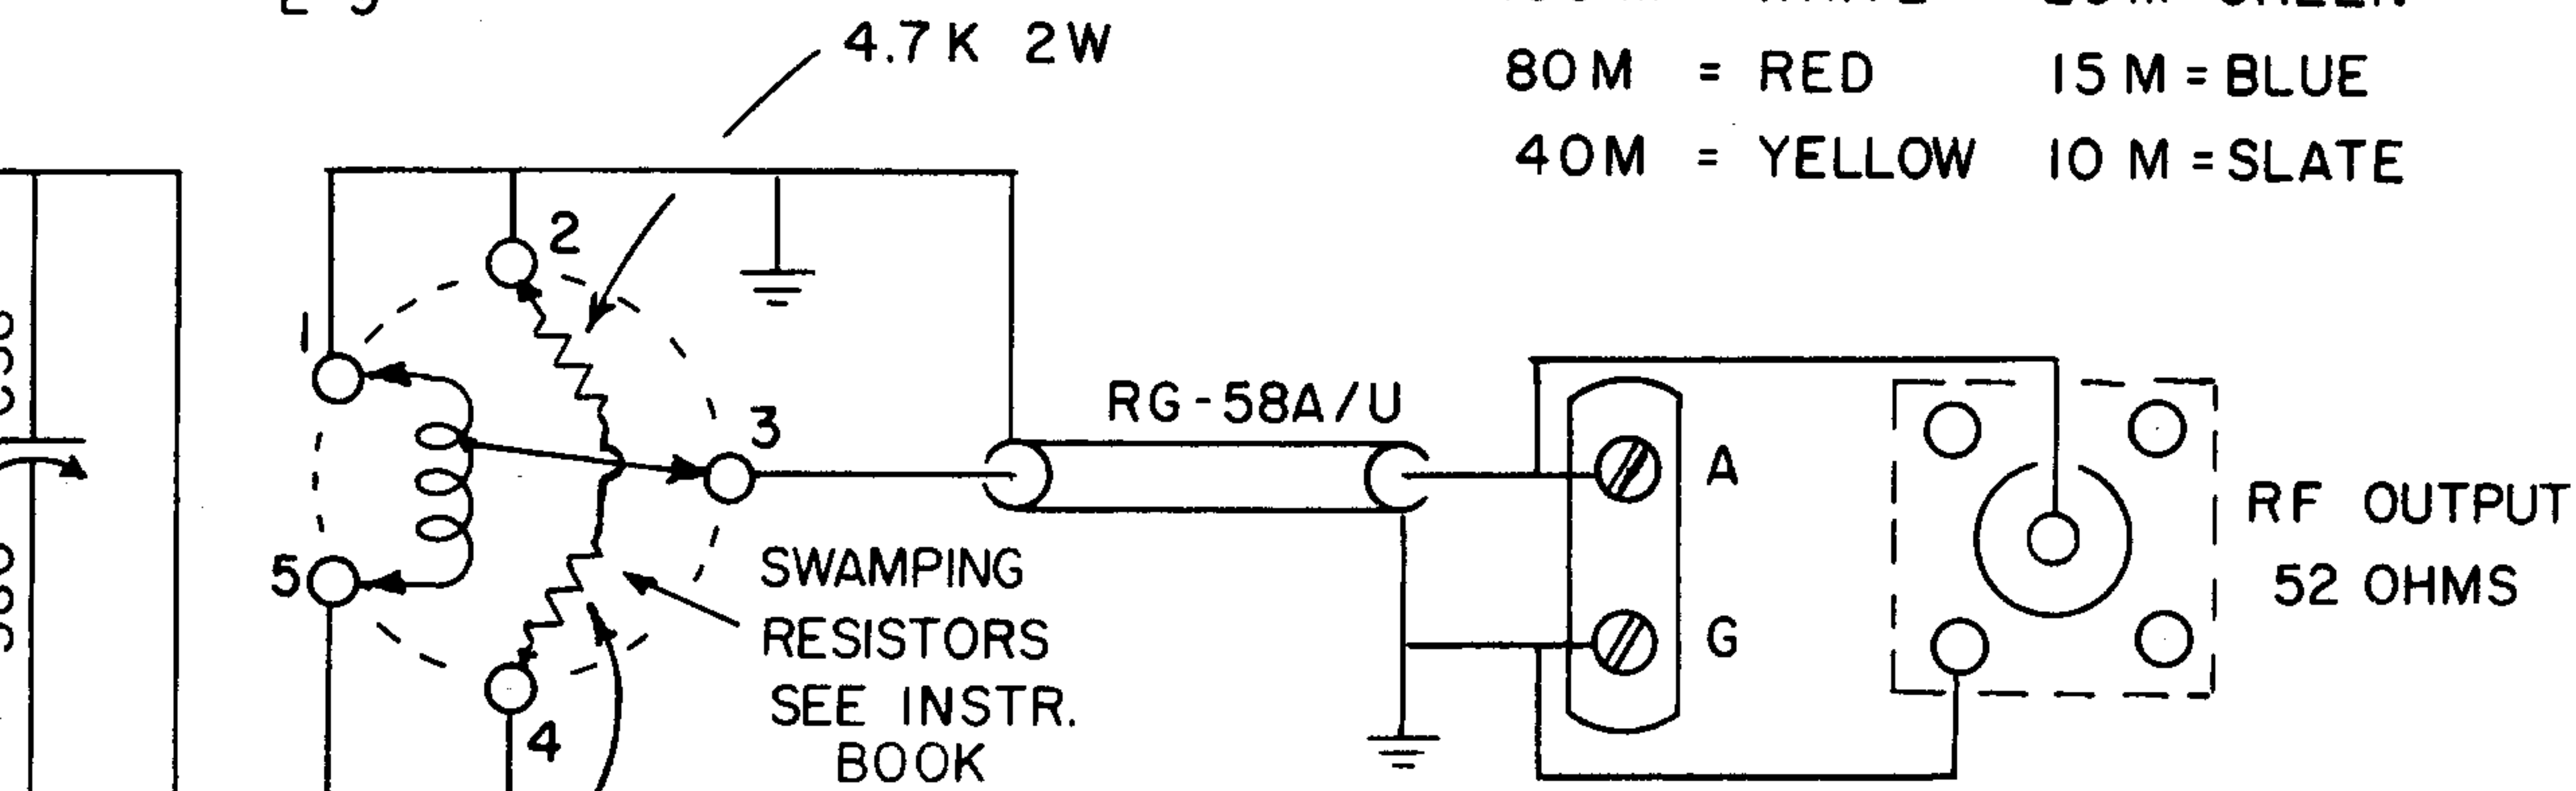 4.7K 2W
80M = RED 15M = BLUE
40M = YELLOW 10M = SLATE
2
1
3
RG-58A/U
A
RF OUTPUT
52 OHMS
5
SWAMPING
RESISTORS
SEE INSTR.
BOOK
G
4